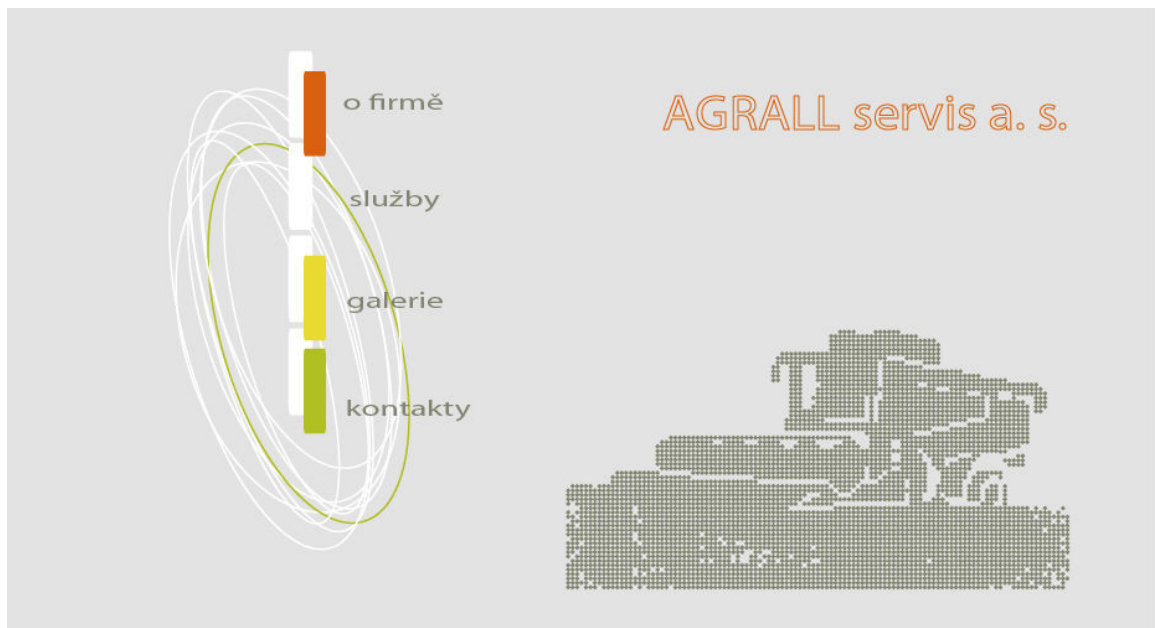 o firmě
AGRALL servis a. s.
služby
galerie
kontakty